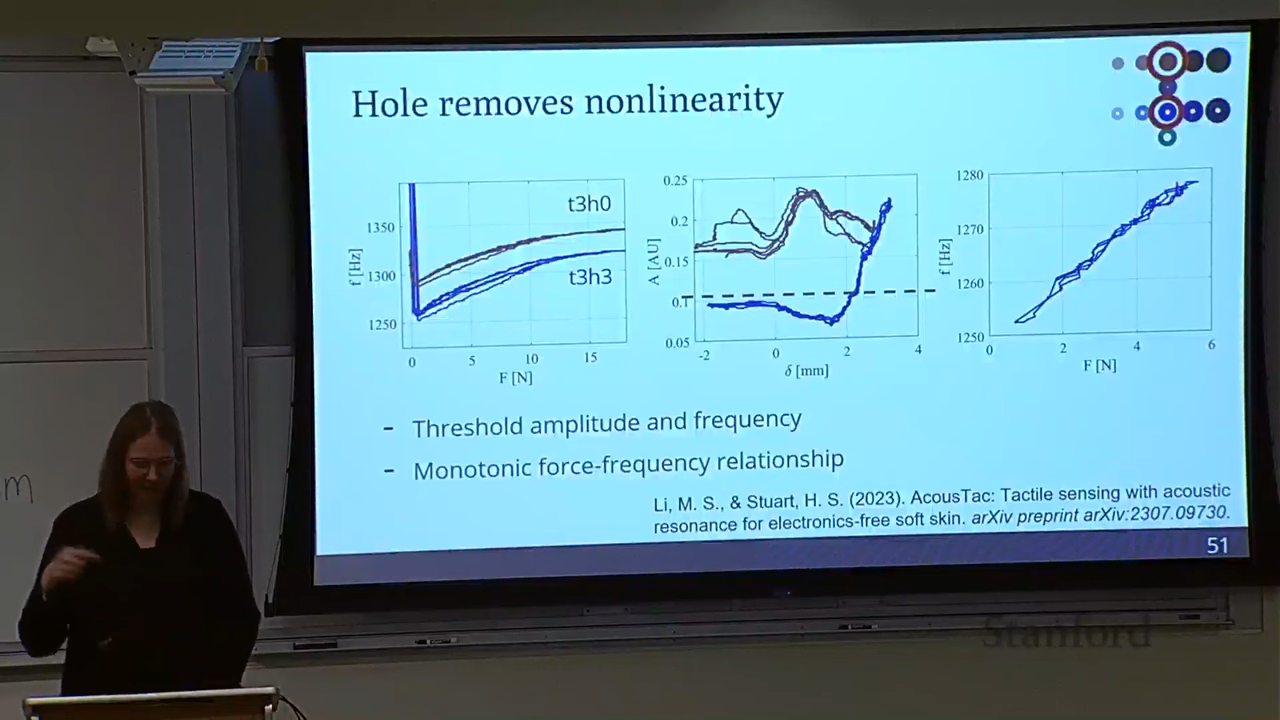 Hole removes nonlinearity
1350
1300
1250
f [Hz]
t3h0
t3h3
0
5
10
15
F [N]
0.25
0.2
0.15
0.1
0.05
A [AU]
-2
0
2
4
δ [mm]
1280
1270
1260
1250
f [Hz]
0
2
4
6
F [N]
- Threshold amplitude and frequency
- Monotonic force-frequency relationship
Li, M. S., & Stuart, H. S. (2023). AcousTac: Tactile sensing with acoustic
resonance for electronics-free soft skin. arXiv preprint arXiv:2307.09730.
51
m
Stanford